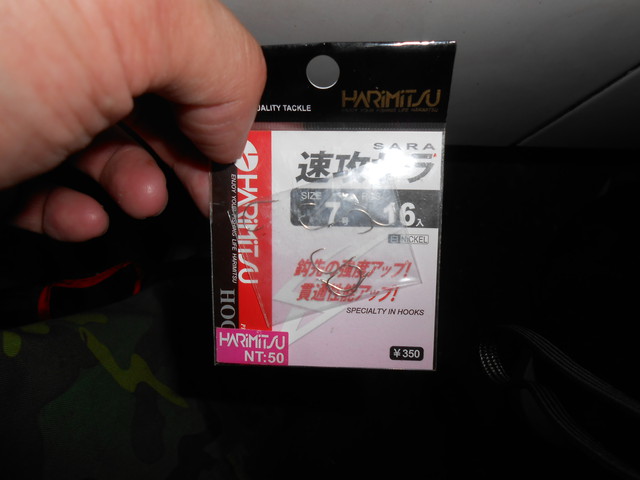 QUALITY TACKLE
HARiMiTSU
SARA
速攻サラ
SIZE
7号
16入
NICKEL
HARiMiTSU
ENJOY YOUR FISHING LIFE HARIMITSU
鈎先の強度アップ!
貫通性能アップ!
SPECIALTY IN HOOKS
HARiMiTSU
NT:50
¥350